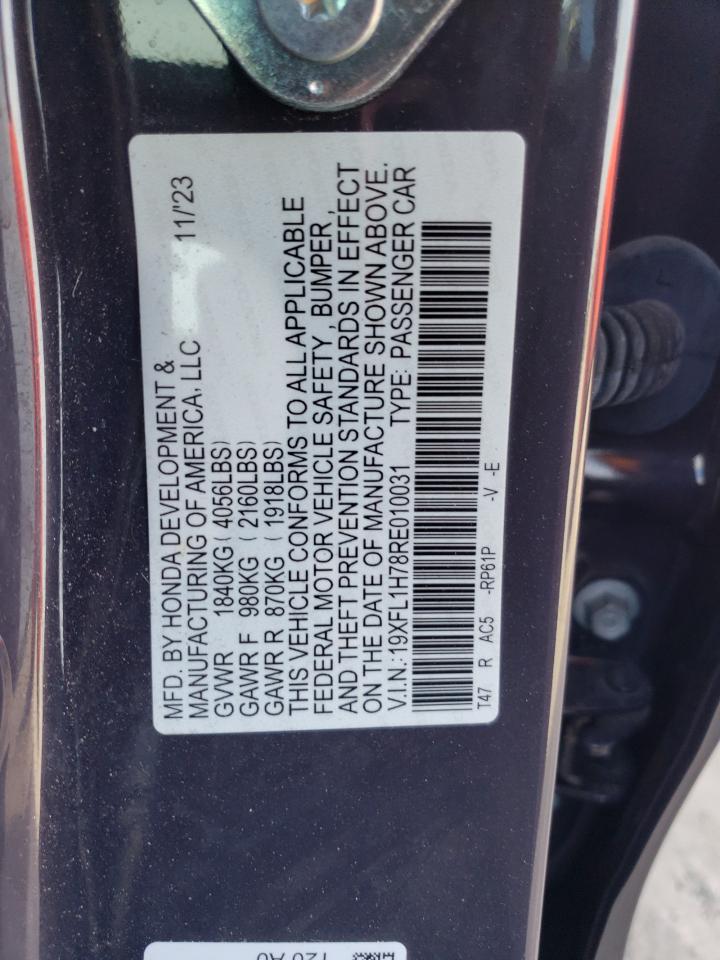 MFD. BY HONDA DEVELOPMENT &
MANUFACTURING OF AMERICA, LLC 11/'23
GVWR 1840KG (4056LBS)
GAWR F 980KG (2160LBS)
GAWR R 870KG (1918LBS)
THIS VEHICLE CONFORMS TO ALL APPLICABLE
FEDERAL MOTOR VEHICLE SAFETY, BUMPER,
AND THEFT PREVENTION STANDARDS IN EFFECT
ON THE DATE OF MANUFACTURE SHOWN ABOVE.
V.I.N.: 19XFL1H78RE010031 TYPE: PASSENGER CAR
T47 R AC5 -RP61P -V -E